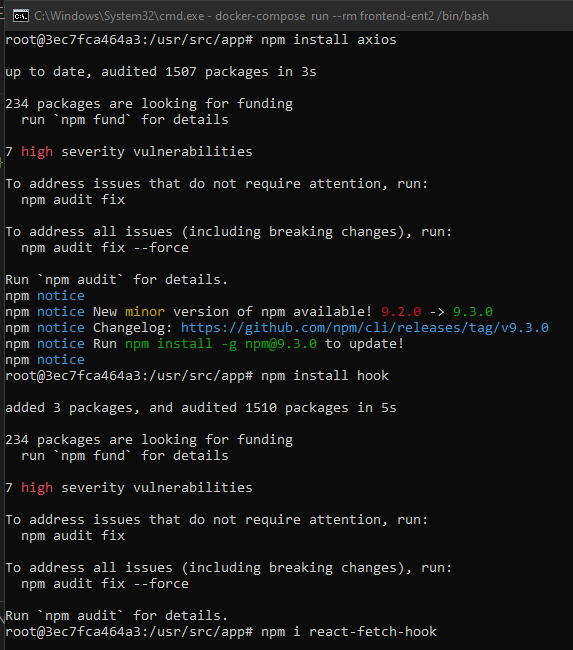 C:\Windows\System32\cmd.exe - docker-compose run --rm frontend-ent2 /bin/bash
root@3ec7fca464a3:/usr/src/app# npm install axios
up to date, audited 1507 packages in 3s
234 packages are looking for funding
run `npm fund` for details
7 high severity vulnerabilities
To address issues that do not require attention, run:
npm audit fix
To address all issues (including breaking changes), run:
npm audit fix --force
Run `npm audit` for details.
npm notice
npm notice New minor version of npm available! 9.2.0 -> 9.3.0
npm notice Changelog: https://github.com/npm/cli/releases/tag/v9.3.0
npm notice Run npm install -g npm@9.3.0 to update!
npm notice
root@3ec7fca464a3:/usr/src/app# npm install hook
added 3 packages, and audited 1510 packages in 5s
234 packages are looking for funding
run `npm fund` for details
7 high severity vulnerabilities
To address issues that do not require attention, run:
npm audit fix
To address all issues (including breaking changes), run:
npm audit fix --force
Run `npm audit` for details.
root@3ec7fca464a3:/usr/src/app# npm i react-fetch-hook